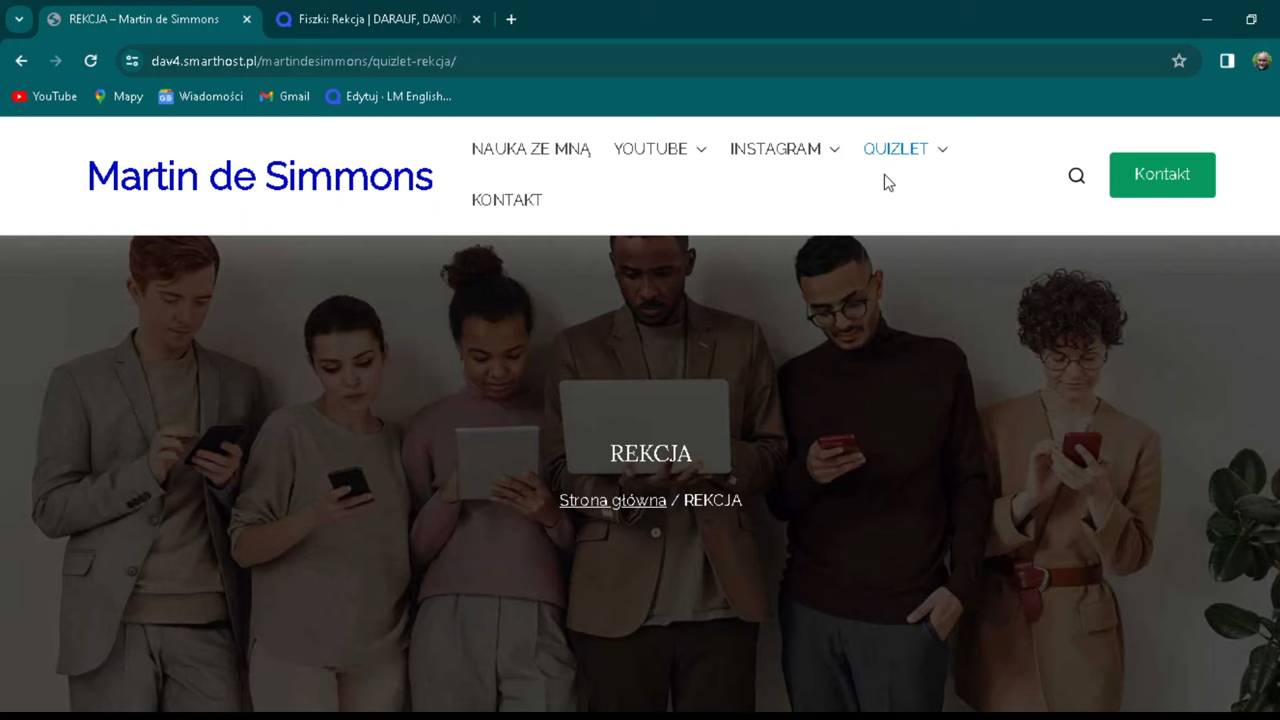 REKCJA – Martin de Simmons
Fiszki: Rekcja | DARAUF, DAVON
dav4.smarthost.pl/martindesimmons/quizlet-rekcja/
YouTube Mapy Wiadomości Gmail Edytuj · LM English...
Martin de Simmons
NAUKA ZE MNĄ YOUTUBE INSTAGRAM QUIZLET
KONTAKT
Kontakt
REKCJA
Strona główna / REKCJA